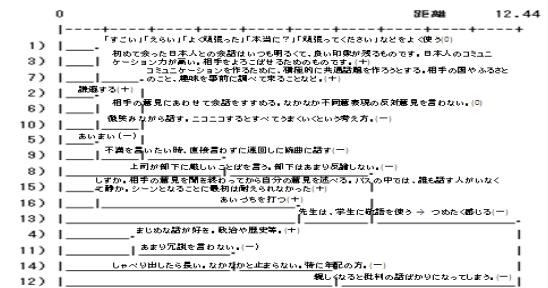 0 距離 12.44
|----+----+----+----+----+----+----+----+----+----+
「すごい」「えらい」「よく頑張った」「本当に?」「頑張ってください」などをよく使う(0)
1)
初めて会った日本人との会話はいつも明るくて、良い印象が残るものです。日本人のコミュニ
3) ケーション力が高い。相手をよろこばせるためのものです。(+)
コミュニケーションを作るために、積極的に共通話題を作ろうとする。相手の国やふるさと
7) のこと、趣味を事前に調べて来ることなど。(+)
2) 謙遜する(+)
相手の意見にあわせて会話をすすめる。なかなか不同意表現の反対意見を言わない。(0)
6)
微笑みながら話す。ニコニコするとすべてうまくいくという考え方。(ー)
10)
5) あいまい(ー)
不満を言いたい時、直接言わずに遠回しに婉曲に話す(ー)
9)
上司が部下に厳しいことばを言う。部下はあまり反論しない。(ー)
8)
しずか。相手の意見を聞き終わってから自分の意見を述べる。バスの中では、誰も話す人がいなく
15) て静か。シーンとなることに最初は耐えられなかった(+)
16) あいづちを打つ(+)
先生は、学生に敬語を使う → つめたく感じる(ー)
13)
4) まじめな話が好き。政治や歴史等。(+)
11) あまり冗談を言わない。(ー)
14) しゃべり出したら長い。なかなかと止まらない。特に年配の方。(ー)
12) 親しくなると批判の話ばかりになってしまう。(ー)